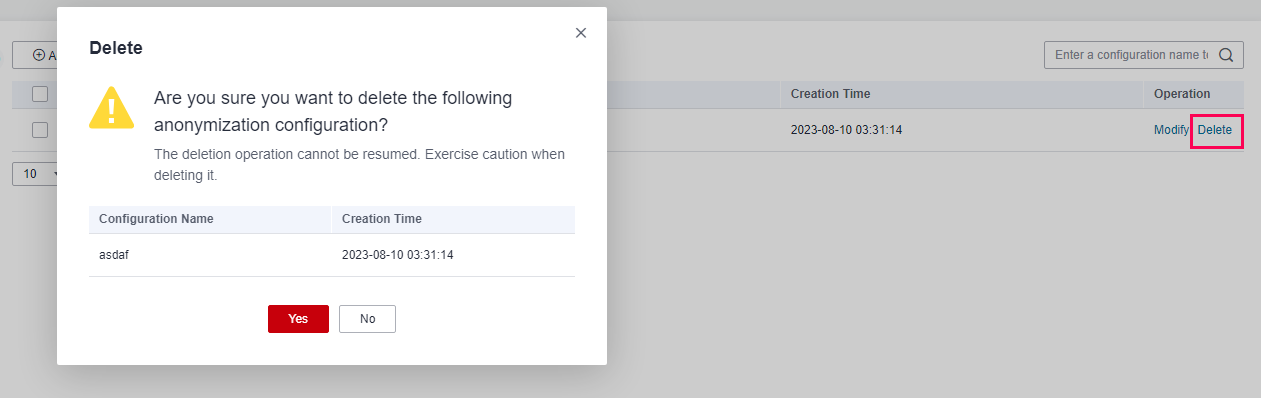 Delete
Are you sure you want to delete the following
anonymization configuration?
The deletion operation cannot be resumed. Exercise caution when
deleting it.
Configuration Name Creation Time
asdaf 2023-08-10 03:31:14
Yes No
A
Enter a configuration name to
Creation Time Operation
2023-08-10 03:31:14 Modify Delete
10